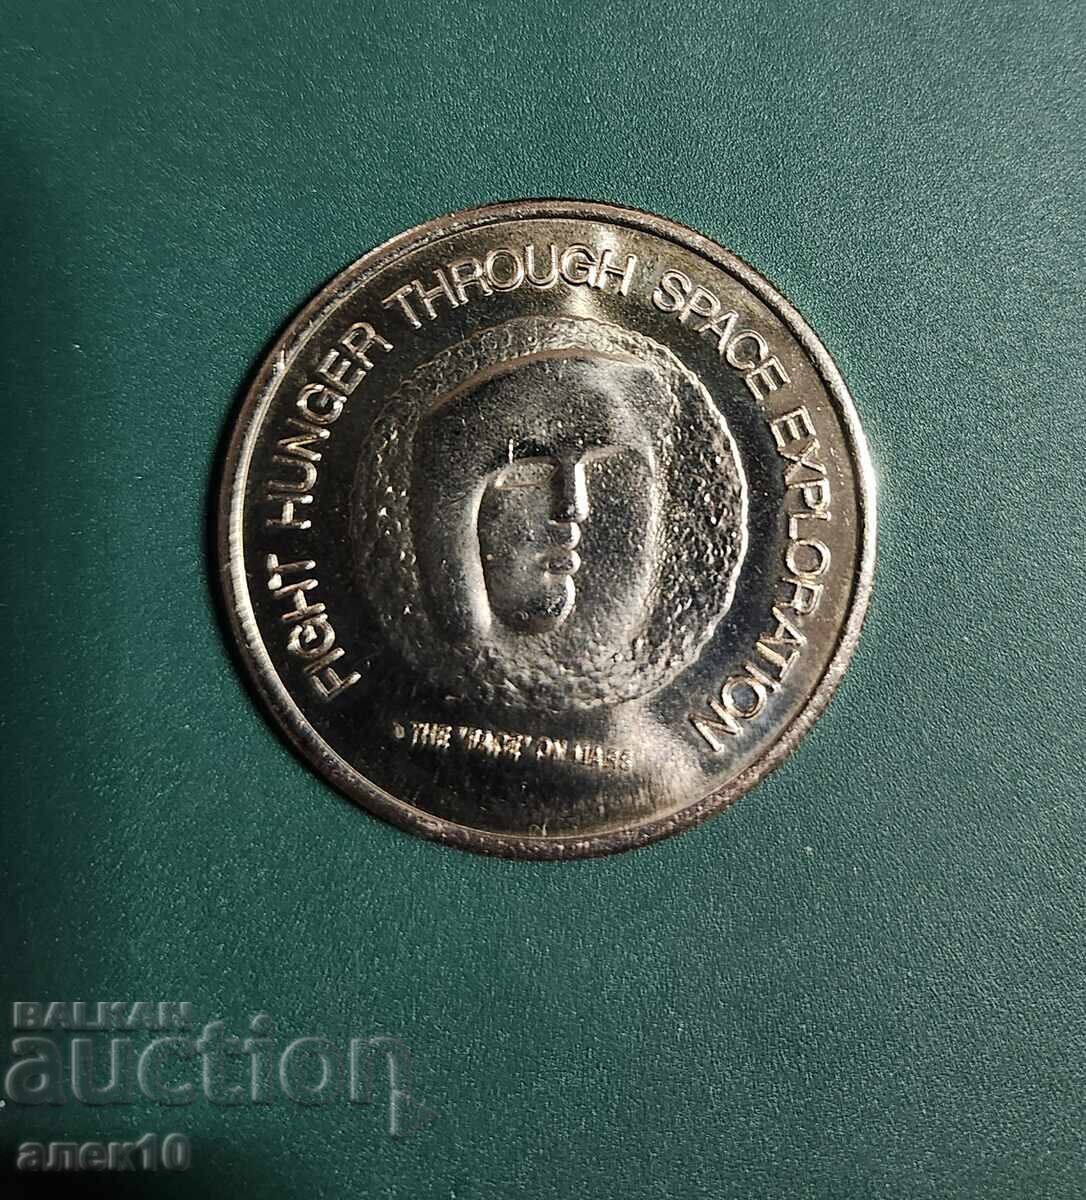 FIGHT HUNGER THROUGH SPACE EXPLORATION
THE "FACE" ON MARS
BALKAN
auction
алек10